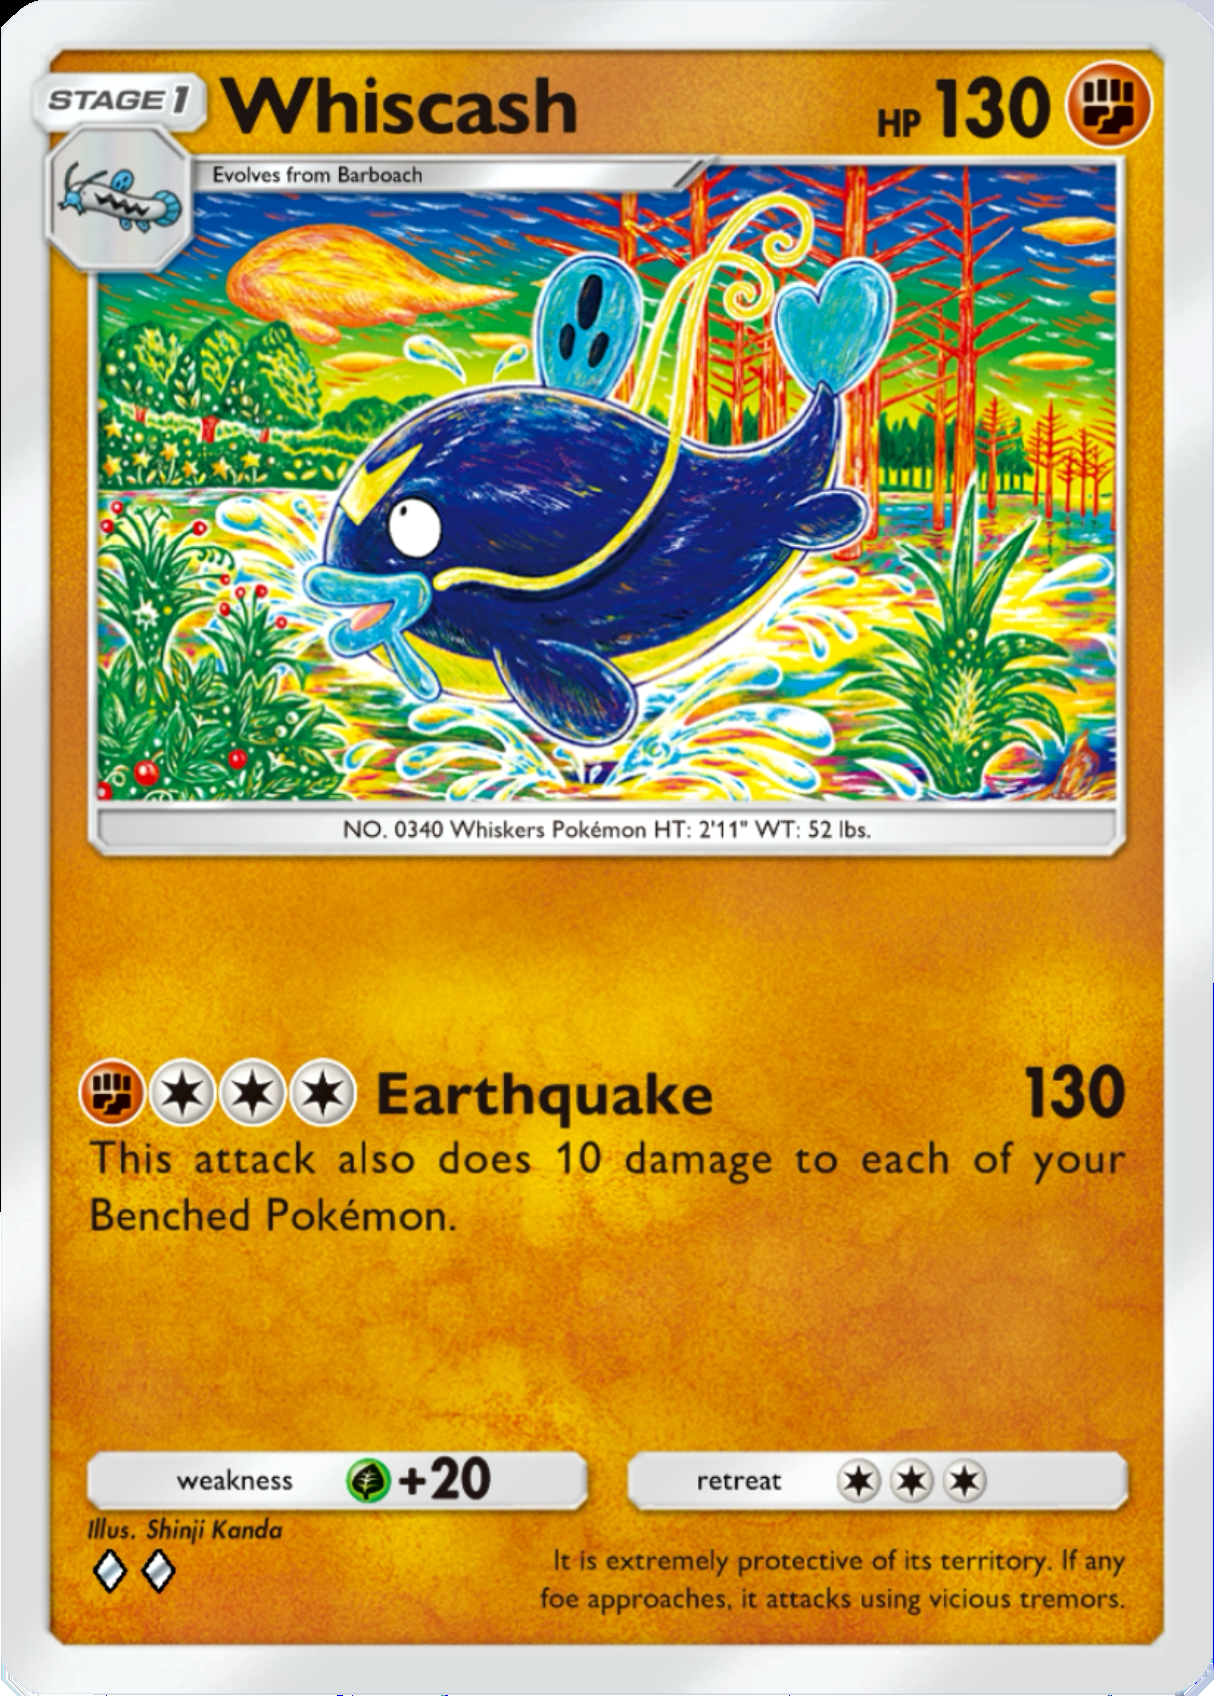 STAGE 1 Whiscash HP 130
Evolves from Barboach
NO. 0340 Whiskers Pokémon HT: 2'11" WT: 52 lbs.
Earthquake 130
This attack also does 10 damage to each of your
Benched Pokémon.
weakness +20 retreat
Illus. Shinji Kanda
It is extremely protective of its territory. If any
foe approaches, it attacks using vicious tremors.